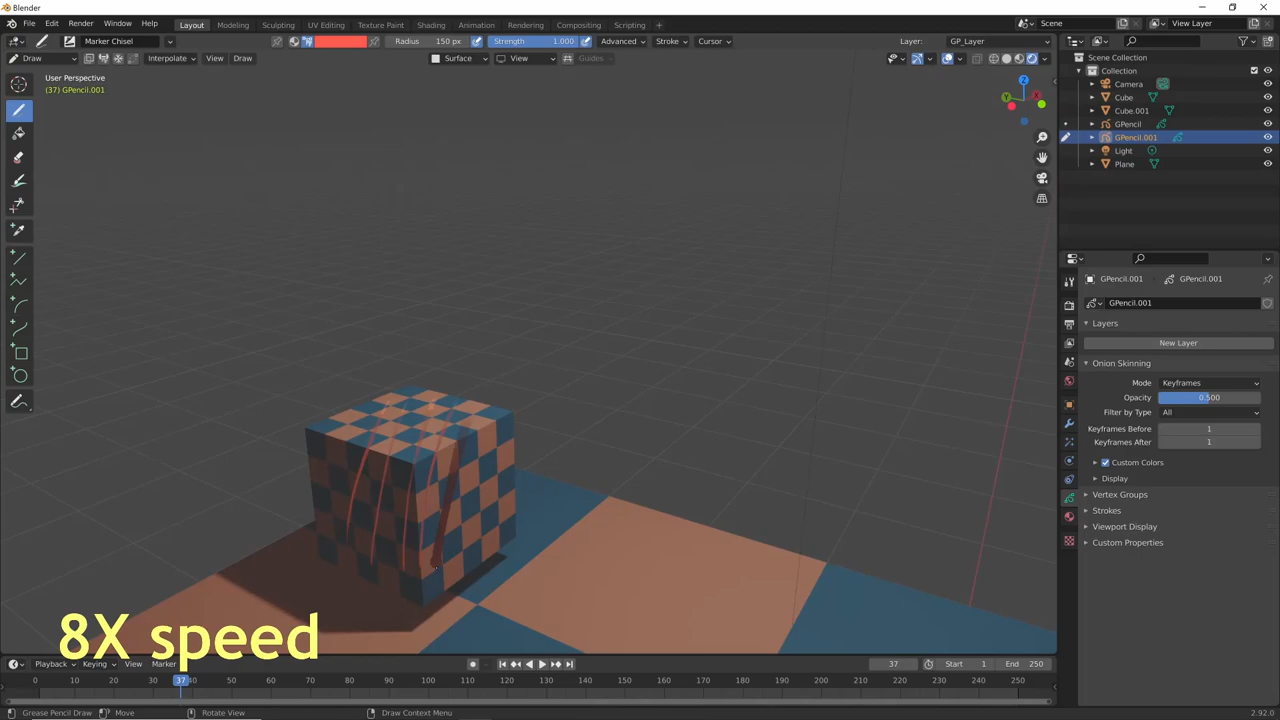 Blender
File Edit Render Window Help Layout Modeling Sculpting UV Editing Texture Paint Shading Animation Rendering Compositing Scripting + Scene View Layer
Marker Chisel Radius 150 px Strength 1.000 Advanced Stroke Cursor Layer: GP_Layer
Draw Interpolate View Draw Surface View Guides
User Perspective
(37) GPencil.001
Z
Y
X
Scene Collection
Collection
Camera
Cube
Cube.001
GPencil
GPencil.001
Light
Plane
GPencil.001 GPencil.001
GPencil.001
Layers
New Layer
Onion Skinning
Mode Keyframes
Opacity 0.500
Filter by Type All
Keyframes Before 1
Keyframes After 1
Custom Colors
Display
Vertex Groups
Strokes
Viewport Display
Custom Properties
8X speed
Playback Keying View Marker 37 Start 1 End 250
0 10 20 30 37 40 50 60 70 80 90 100 110 120 130 140 150 160 170 180 190 200 210 220 230 240 250
Grease Pencil Draw Move Rotate View Draw Context Menu 2.92.0